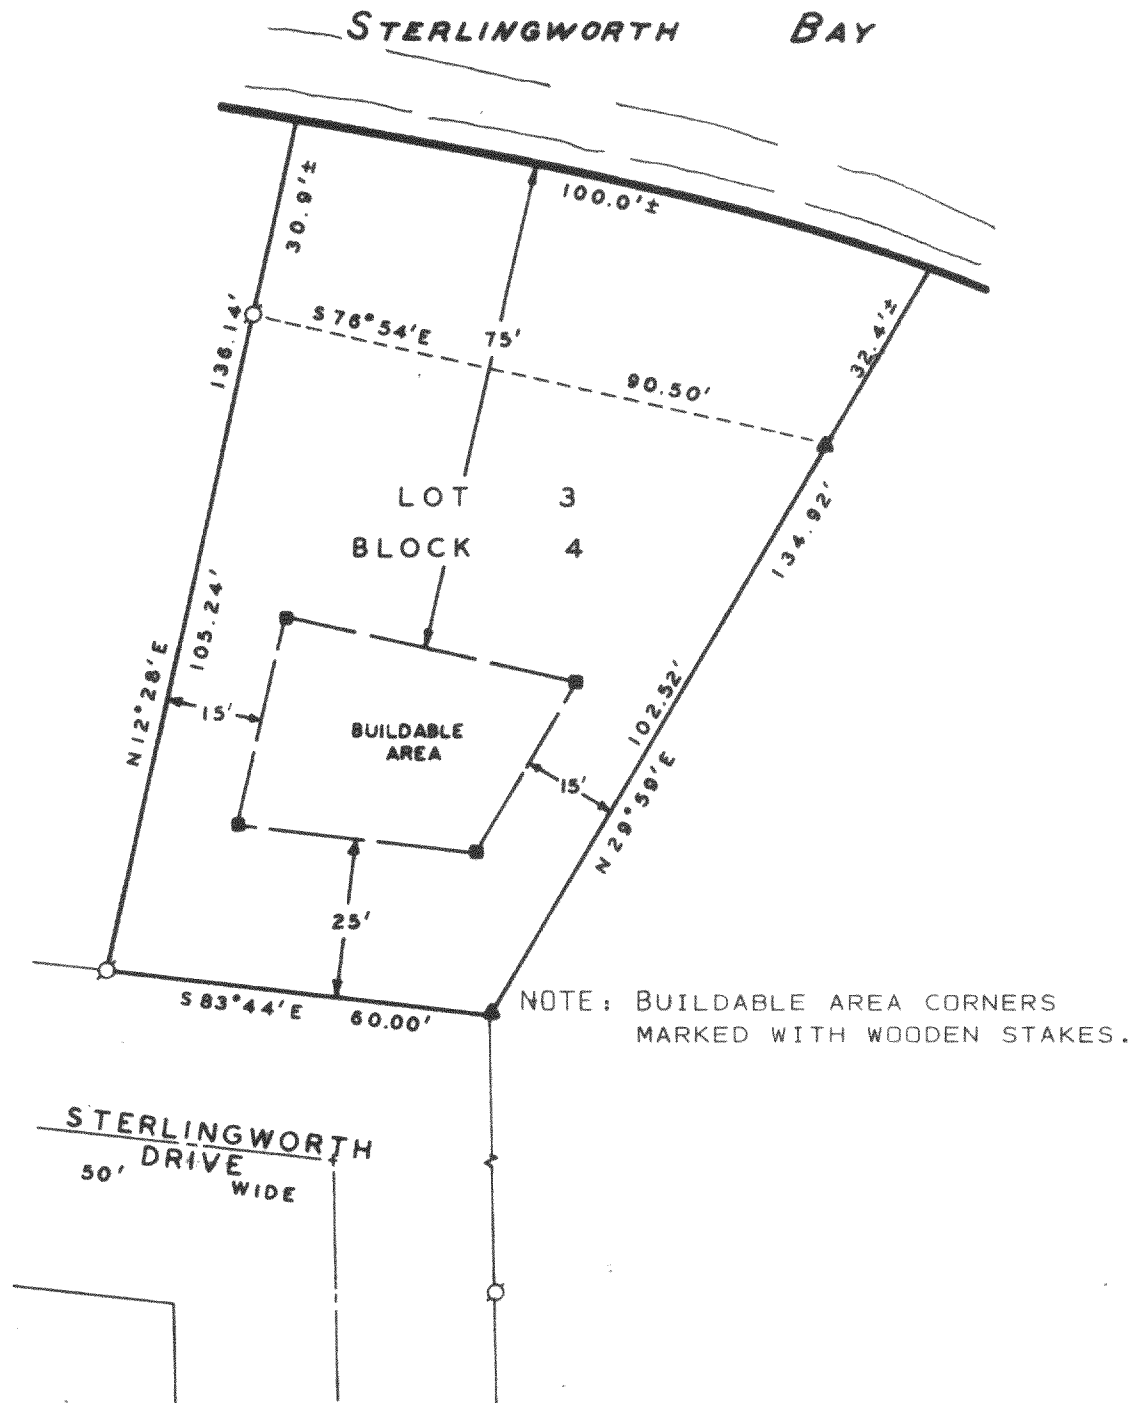 STERLINGWORTH BAY
30.9'±
100.0'±
136.14'
S 76°54'E
75'
90.50'
32.4'±
LOT 3
BLOCK 4
134.92'
105.24'
N 12°28'E
15'
BUILDABLE
AREA
102.52'
15'
N 29°59'E
25'
S 83°44'E
60.00'
NOTE: BUILDABLE AREA CORNERS
MARKED WITH WOODEN STAKES.
STERLINGWORTH
DRIVE
50' WIDE